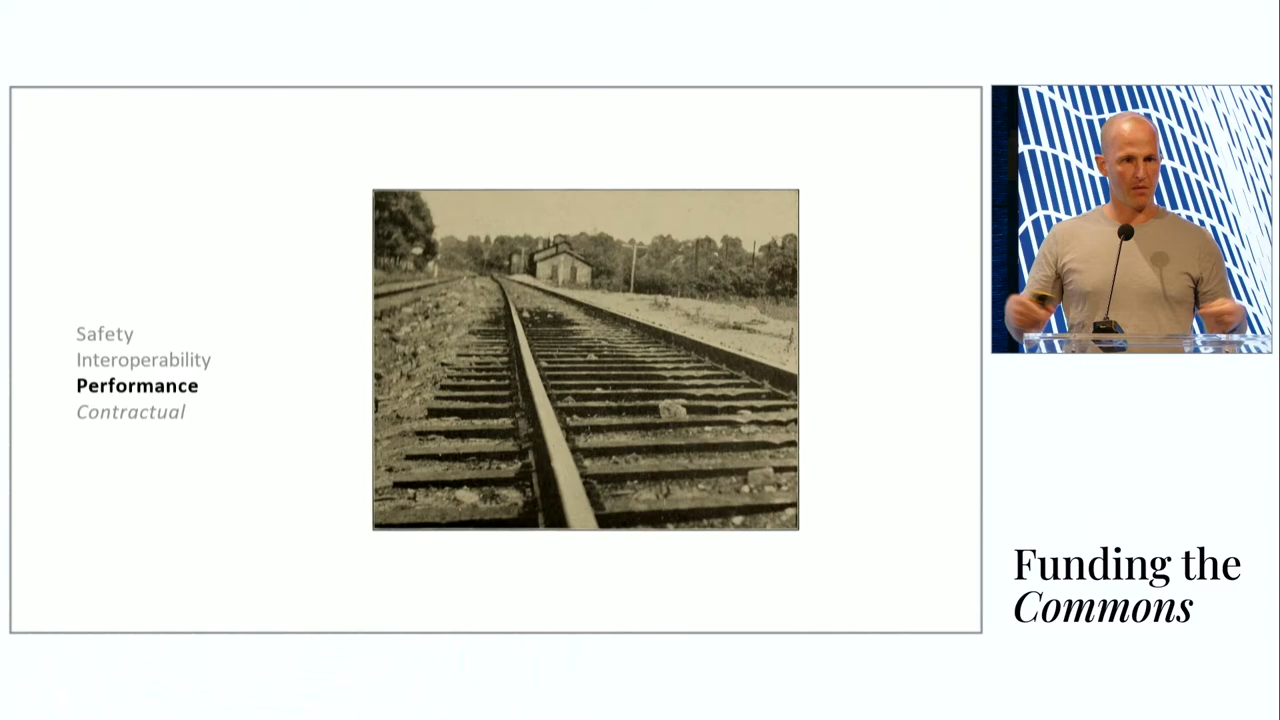 Safety
Interoperability
Performance
Contractual
Funding the
Commons